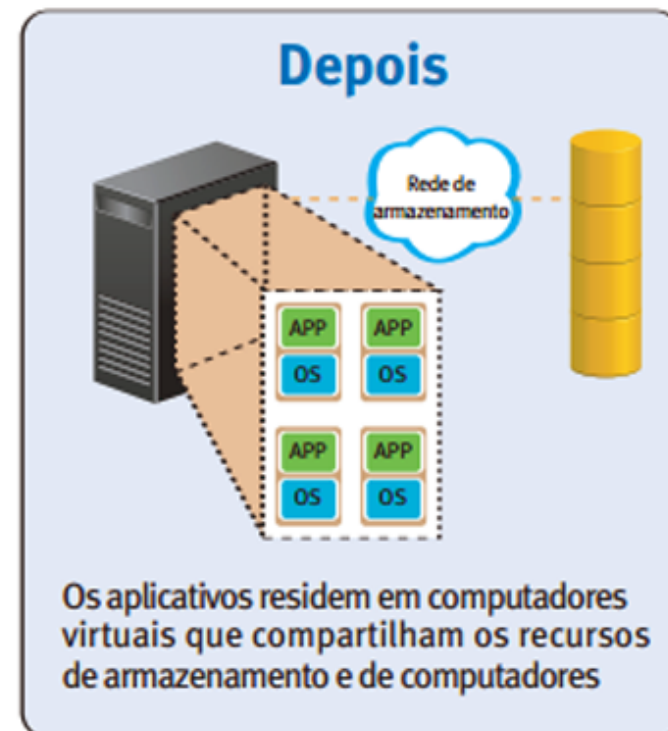 Depois
Rede de
armazenamento
APP APP
OS OS
APP APP
OS OS
Os aplicativos residem em computadores
virtuais que compartilham os recursos
de armazenamento e de computadores